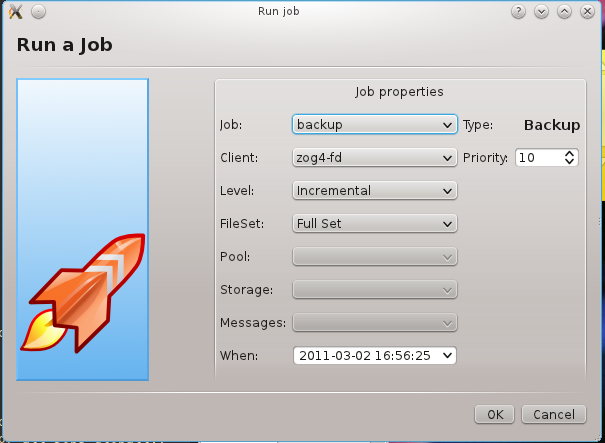 Run job
Run a Job
Job properties
Job: backup Type: Backup
Client: zog4-fd Priority: 10
Level: Incremental
FileSet: Full Set
Pool:
Storage:
Messages:
When: 2011-03-02 16:56:25
OK Cancel